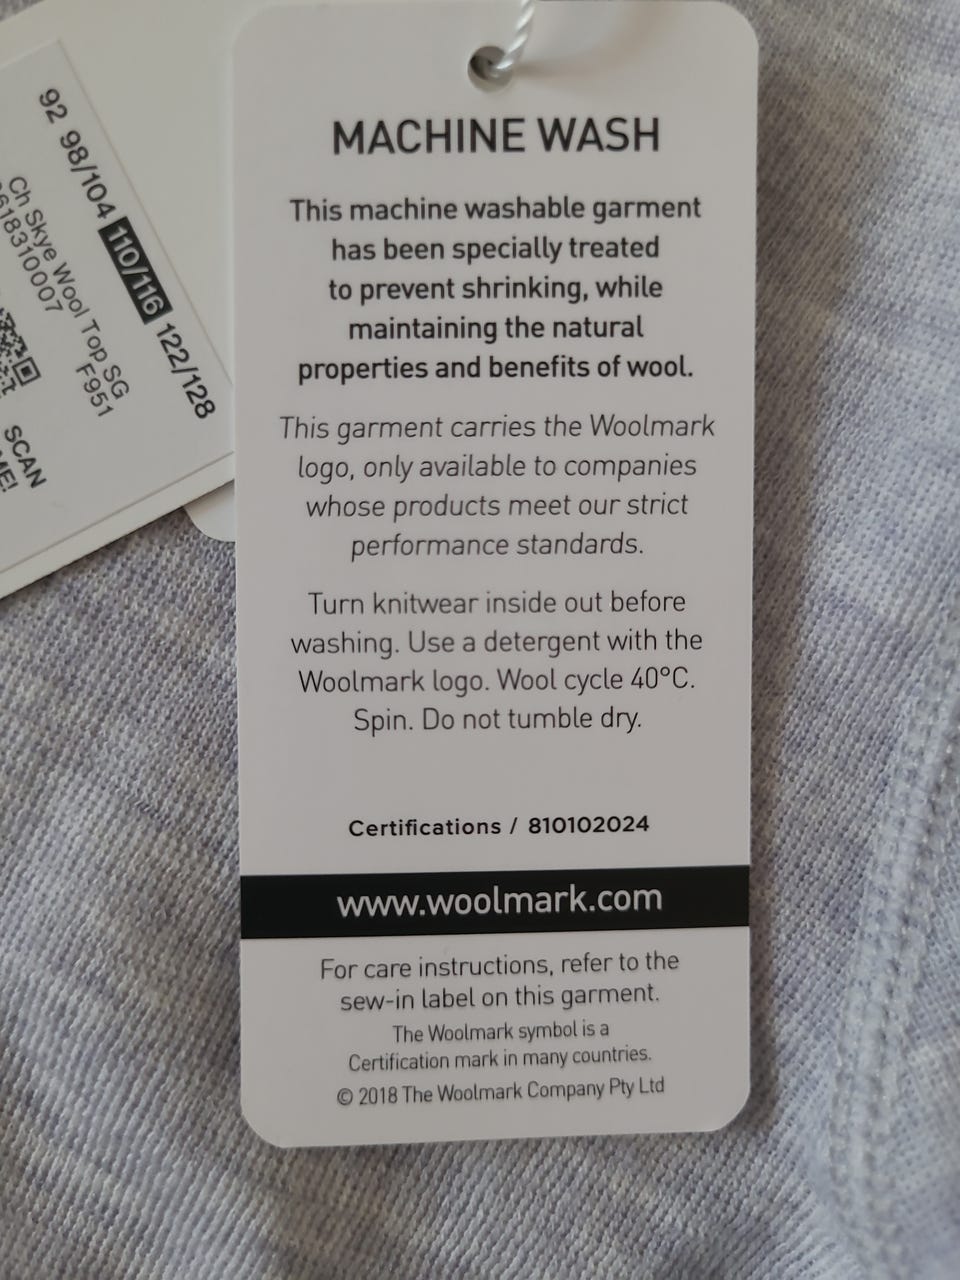 92 98/104 110/116 122/128
Ch Skye Wool Top SG
618310007
F951
SCAN
ME!
MACHINE WASH
This machine washable garment
has been specially treated
to prevent shrinking, while
maintaining the natural
properties and benefits of wool.
This garment carries the Woolmark
logo, only available to companies
whose products meet our strict
performance standards.
Turn knitwear inside out before
washing. Use a detergent with the
Woolmark logo. Wool cycle 40°C.
Spin. Do not tumble dry.
Certifications / 810102024
www.woolmark.com
For care instructions, refer to the
sew-in label on this garment.
The Woolmark symbol is a
Certification mark in many countries.
© 2018 The Woolmark Company Pty Ltd